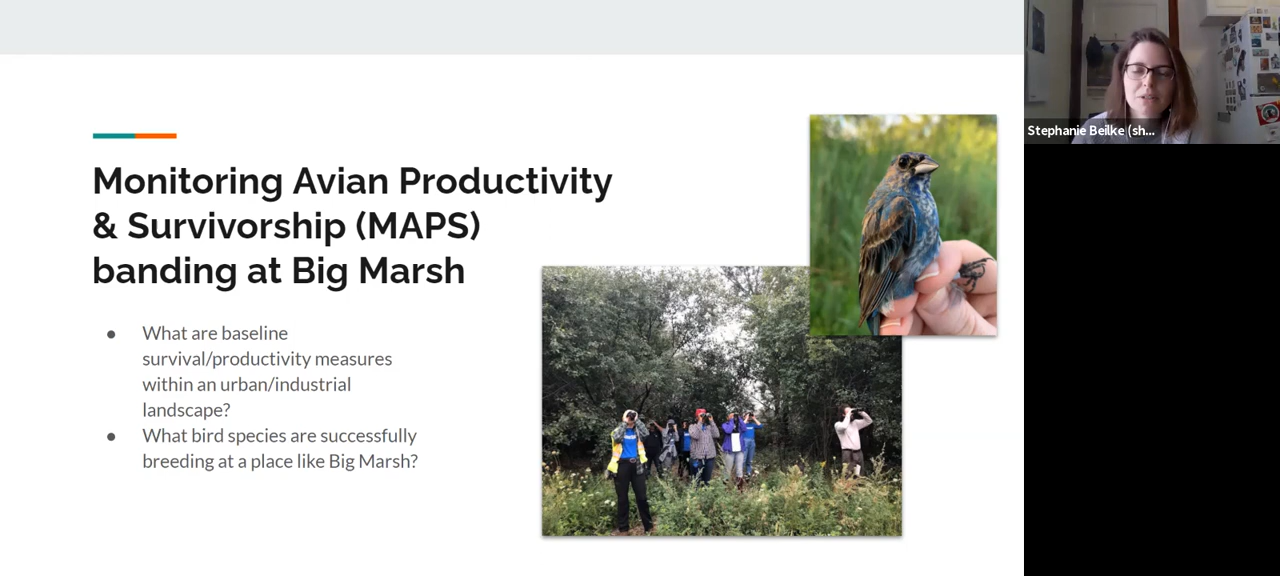 Monitoring Avian Productivity
& Survivorship (MAPS)
banding at Big Marsh
● What are baseline
survival/productivity measures
within an urban/industrial
landscape?
● What bird species are successfully
breeding at a place like Big Marsh?
Stephanie Beilke (sh...